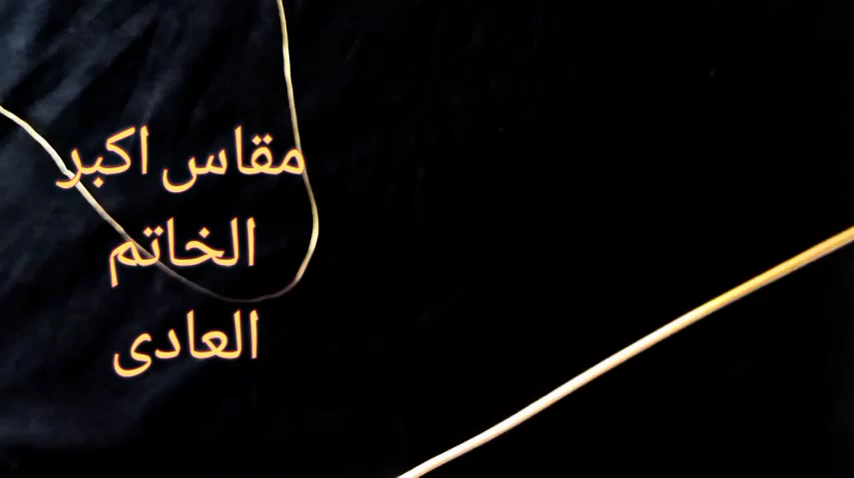 مقاس اكبر
الخاتم
العادى